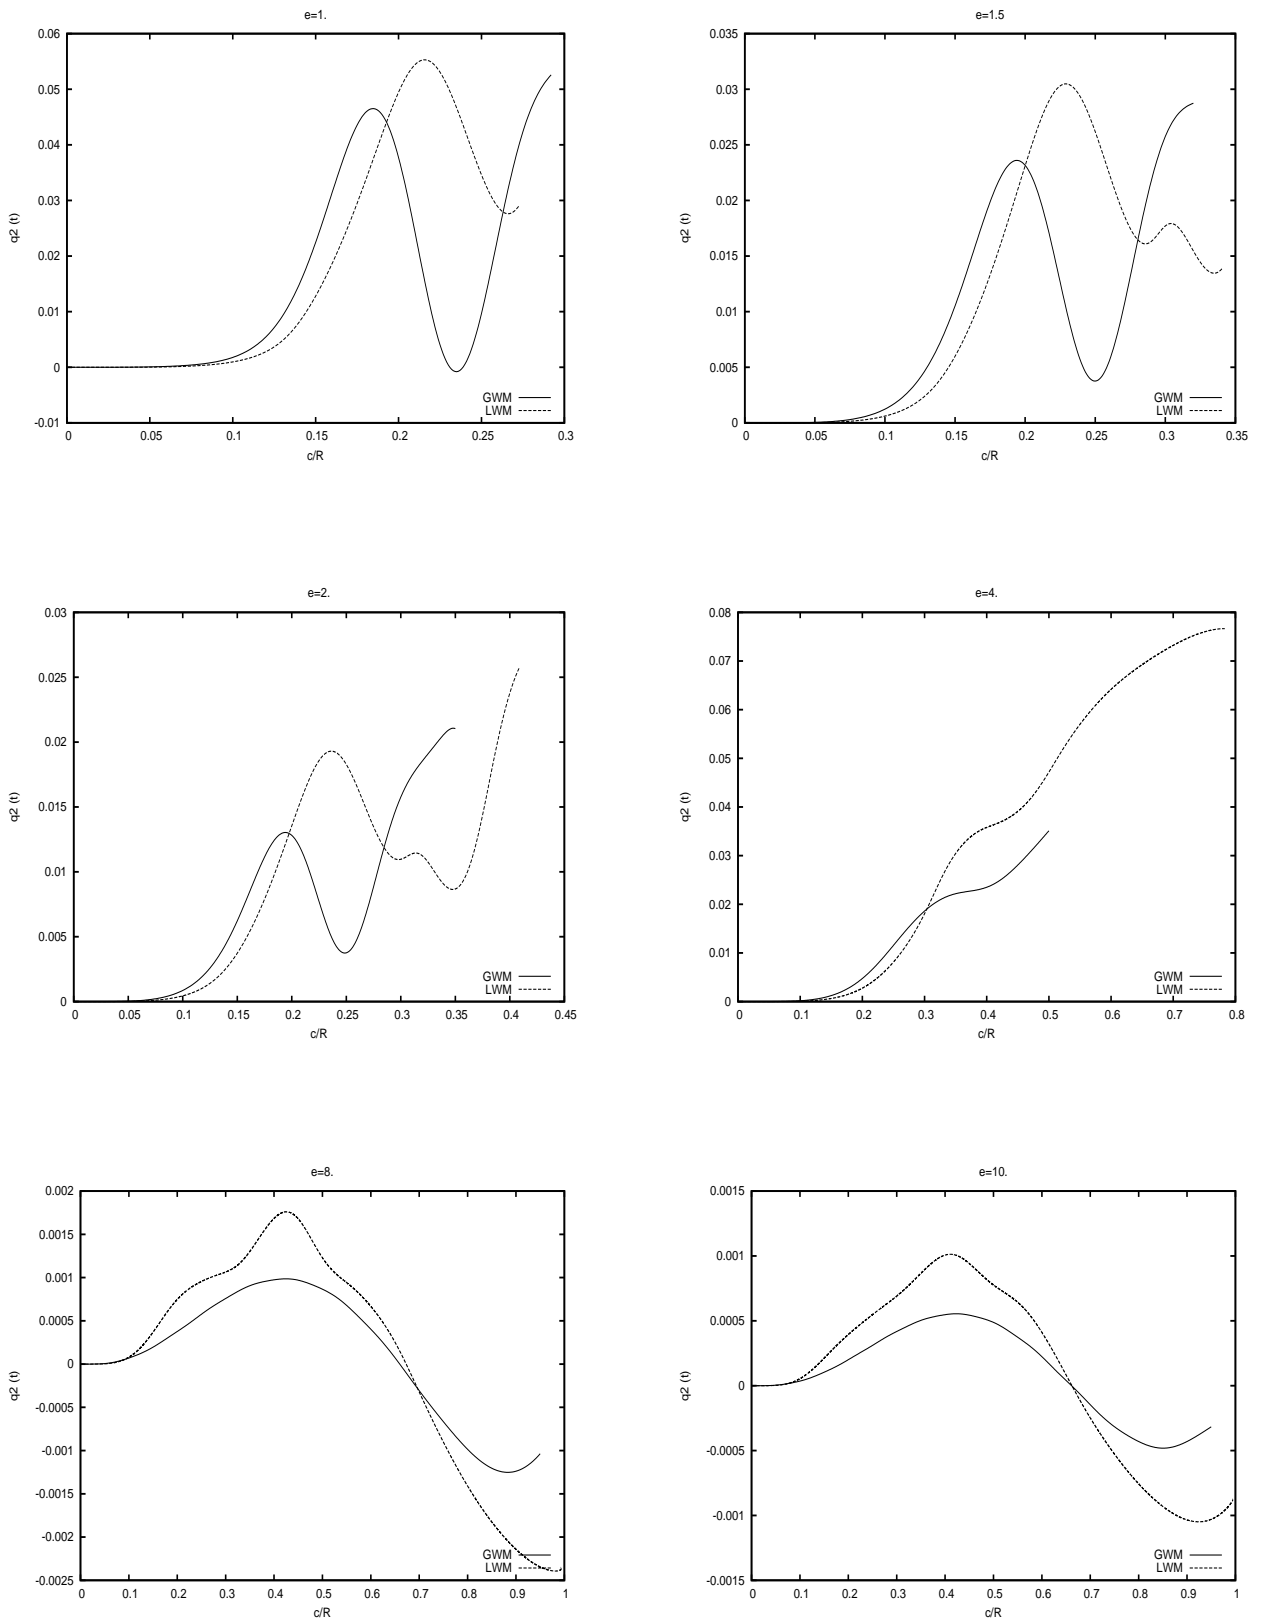 e=1.
0.06
0.05
0.04
0.03
0.02
0.01
0
-0.01
q2 (t)
GWM
LWM
0 0.05 0.1 0.15 0.2 0.25 0.3
c/R
e=1.5
0.035
0.03
0.025
0.02
0.015
0.01
0.005
0
q2 (t)
GWM
LWM
0 0.05 0.1 0.15 0.2 0.25 0.3 0.35
c/R
e=2.
0.03
0.025
0.02
0.015
0.01
0.005
0
q2 (t)
GWM
LWM
0 0.05 0.1 0.15 0.2 0.25 0.3 0.35 0.4 0.45
c/R
e=4.
0.08
0.07
0.06
0.05
0.04
0.03
0.02
0.01
0
q2 (t)
GWM
LWM
0 0.1 0.2 0.3 0.4 0.5 0.6 0.7 0.8
c/R
e=8.
0.002
0.0015
0.001
0.0005
0
-0.0005
-0.001
-0.0015
-0.002
-0.0025
q2 (t)
GWM
LWM
0 0.1 0.2 0.3 0.4 0.5 0.6 0.7 0.8 0.9 1
c/R
e=10.
0.0015
0.001
0.0005
0
-0.0005
-0.001
-0.0015
q2 (t)
GWM
LWM
0 0.1 0.2 0.3 0.4 0.5 0.6 0.7 0.8 0.9 1
c/R